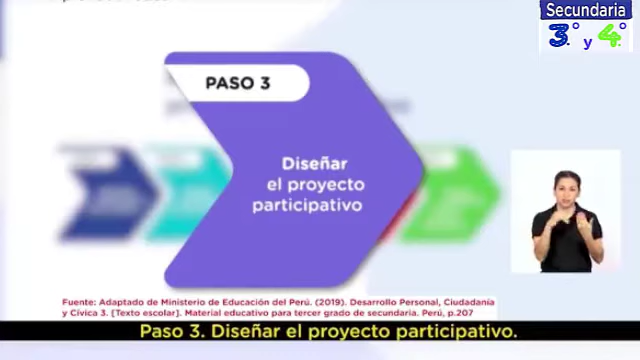 Secundaria
3.° y 4.°
PASO 3
Diseñar
el proyecto
participativo
Fuente: Adaptado de Ministerio de Educación del Perú. (2019). Desarrollo Personal, Ciudadanía
y Cívica 3. [Texto escolar]. Material educativo para tercer grado de secundaria. Perú, p.207
Paso 3. Diseñar el proyecto participativo.